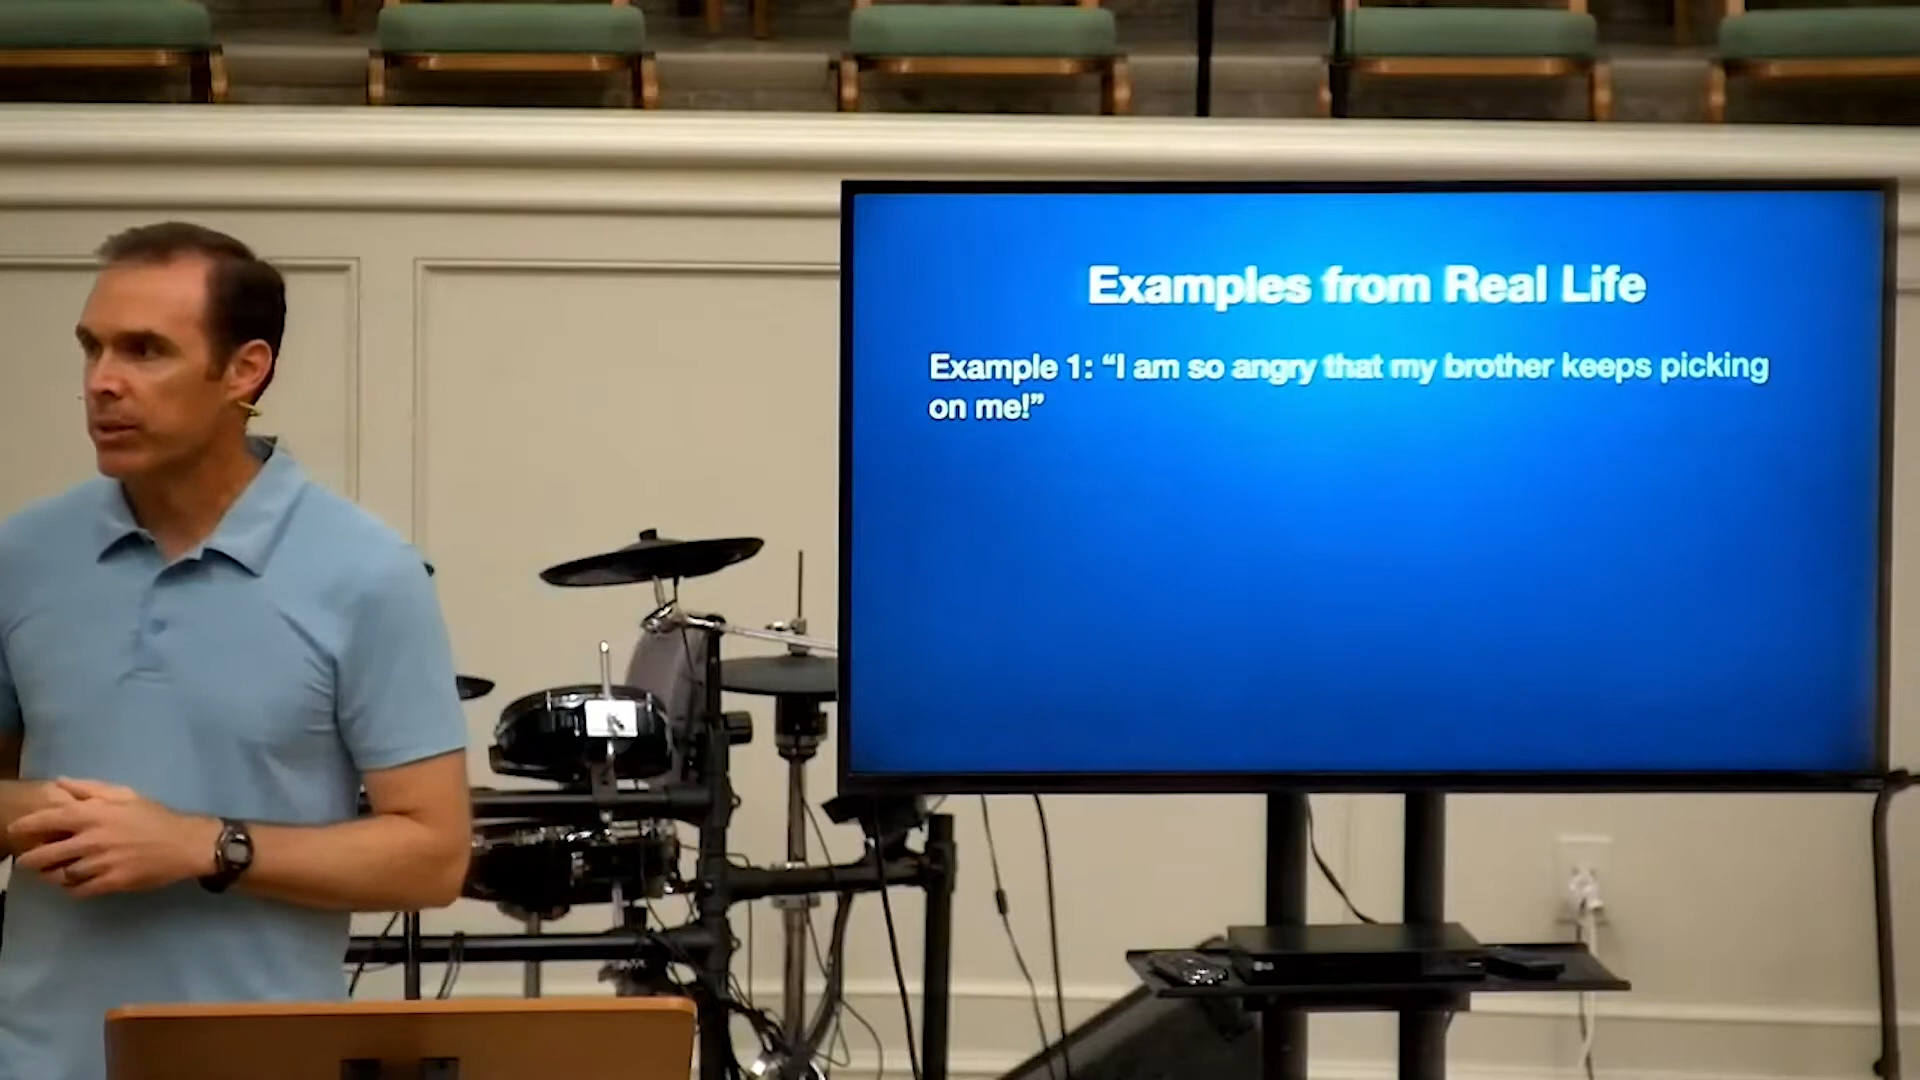 Examples from Real Life
Example 1: “I am so angry that my brother keeps picking
on me!”